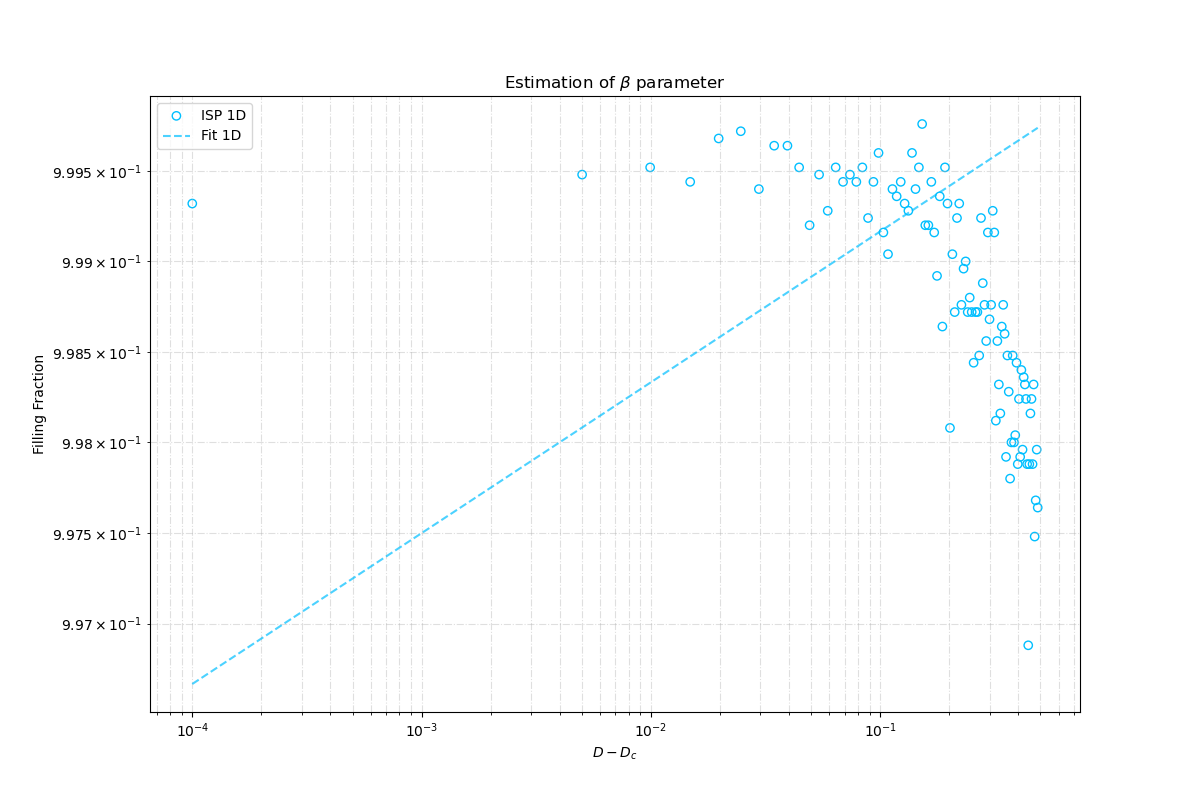 Estimation of β parameter
ISP 1D
Fit 1D
Filling Fraction
9.995 × 10⁻¹
9.99 × 10⁻¹
9.985 × 10⁻¹
9.98 × 10⁻¹
9.975 × 10⁻¹
9.97 × 10⁻¹
10⁻⁴ 10⁻³ 10⁻² 10⁻¹
D − D_c